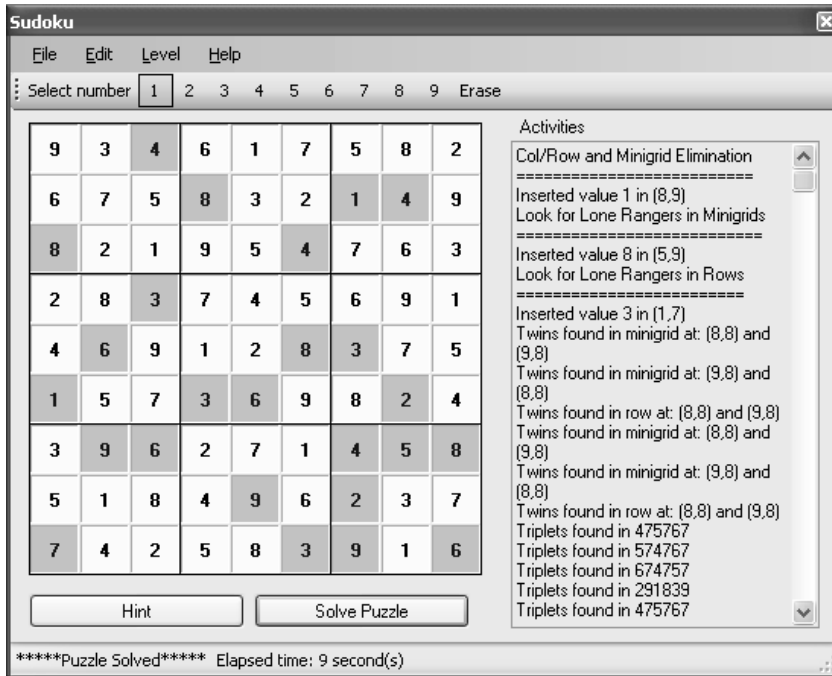 Sudoku
File Edit Level Help
Select number 1 2 3 4 5 6 7 8 9 Erase
9 3 4 6 1 7 5 8 2
6 7 5 8 3 2 1 4 9
8 2 1 9 5 4 7 6 3
2 8 3 7 4 5 6 9 1
4 6 9 1 2 8 3 7 5
1 5 7 3 6 9 8 2 4
3 9 6 2 7 1 4 5 8
5 1 8 4 9 6 2 3 7
7 4 2 5 8 3 9 1 6
Hint Solve Puzzle
Activities
Col/Row and Minigrid Elimination
==========================
Inserted value 1 in (8,9)
Look for Lone Rangers in Minigrids
===========================
Inserted value 8 in (5,9)
Look for Lone Rangers in Rows
=========================
Inserted value 3 in (1,7)
Twins found in minigrid at: (8,8) and
(9,8)
Twins found in minigrid at: (9,8) and
(8,8)
Twins found in row at: (8,8) and (9,8)
Twins found in minigrid at: (8,8) and
(9,8)
Twins found in minigrid at: (9,8) and
(8,8)
Twins found in row at: (8,8) and (9,8)
Triplets found in 475767
Triplets found in 574767
Triplets found in 674757
Triplets found in 291839
Triplets found in 475767
*****Puzzle Solved***** Elapsed time: 9 second(s)